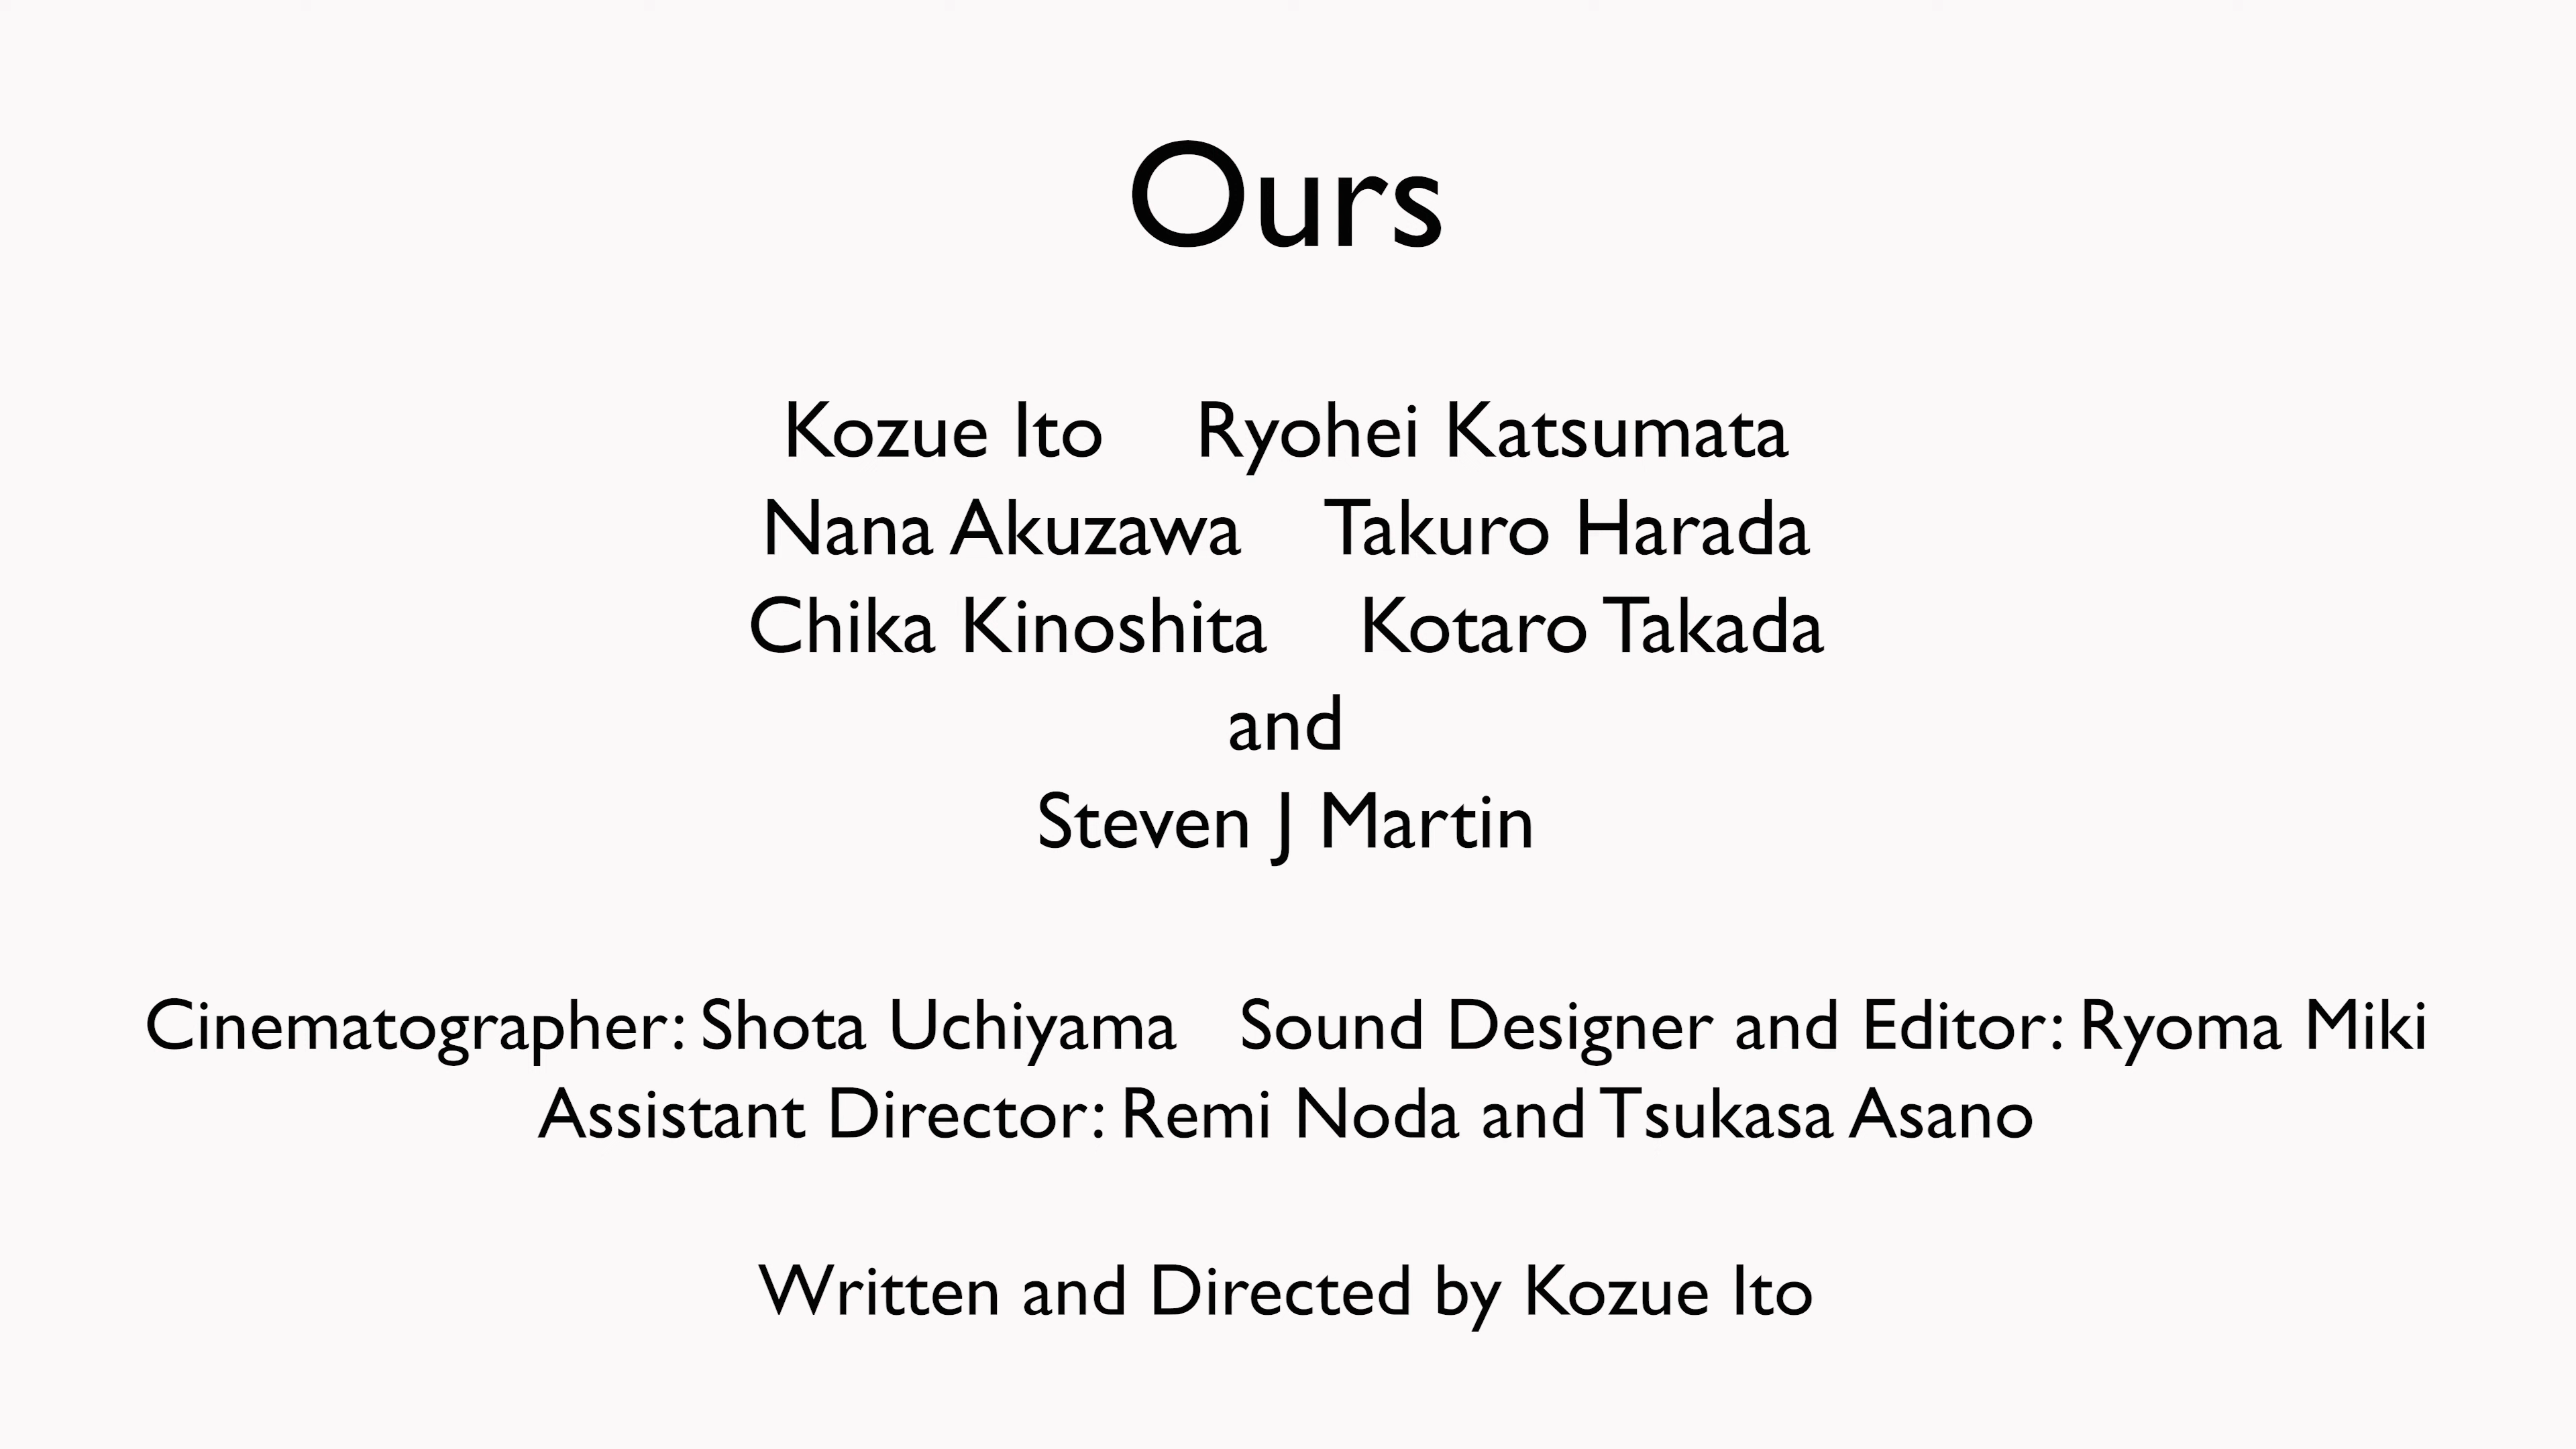 Ours
Kozue Ito Ryohei Katsumata
Nana Akuzawa Takuro Harada
Chika Kinoshita Kotaro Takada
and
Steven J Martin
Cinematographer: Shota Uchiyama Sound Designer and Editor: Ryoma Miki
Assistant Director: Remi Noda and Tsukasa Asano
Written and Directed by Kozue Ito